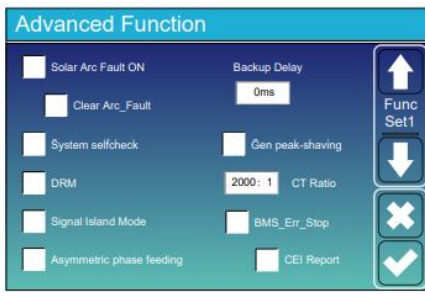 Advanced Function
Solar Arc Fault ON
Backup Delay
0ms
Clear Arc_Fault
Func
Set1
System selfcheck
Gen peak-shaving
DRM
2000: 1
CT Ratio
Signal Island Mode
BMS_Err_Stop
Asymmetric phase feeding
CEI Report